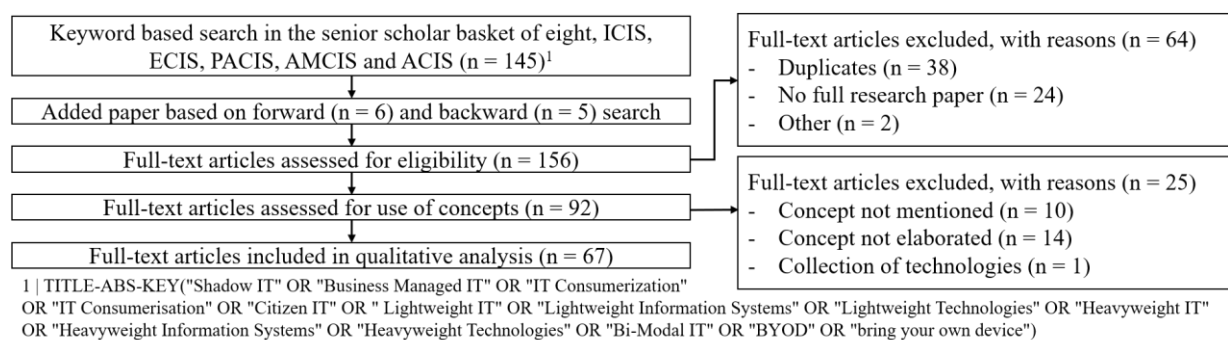 Keyword based search in the senior scholar basket of eight, ICIS,
ECIS, PACIS, AMCIS and ACIS (n = 145)1
Added paper based on forward (n = 6) and backward (n = 5) search
Full-text articles assessed for eligibility (n = 156)
Full-text articles assessed for use of concepts (n = 92)
Full-text articles included in qualitative analysis (n = 67)
Full-text articles excluded, with reasons (n = 64)
- Duplicates (n = 38)
- No full research paper (n = 24)
- Other (n = 2)
Full-text articles excluded, with reasons (n = 25)
- Concept not mentioned (n = 10)
- Concept not elaborated (n = 14)
- Collection of technologies (n = 1)
1 | TITLE-ABS-KEY("Shadow IT" OR "Business Managed IT" OR "IT Consumerization"
OR "IT Consumerisation" OR "Citizen IT" OR " Lightweight IT" OR "Lightweight Information Systems" OR "Lightweight Technologies" OR "Heavyweight IT"
OR "Heavyweight Information Systems" OR "Heavyweight Technologies" OR "Bi-Modal IT" OR "BYOD" OR "bring your own device")